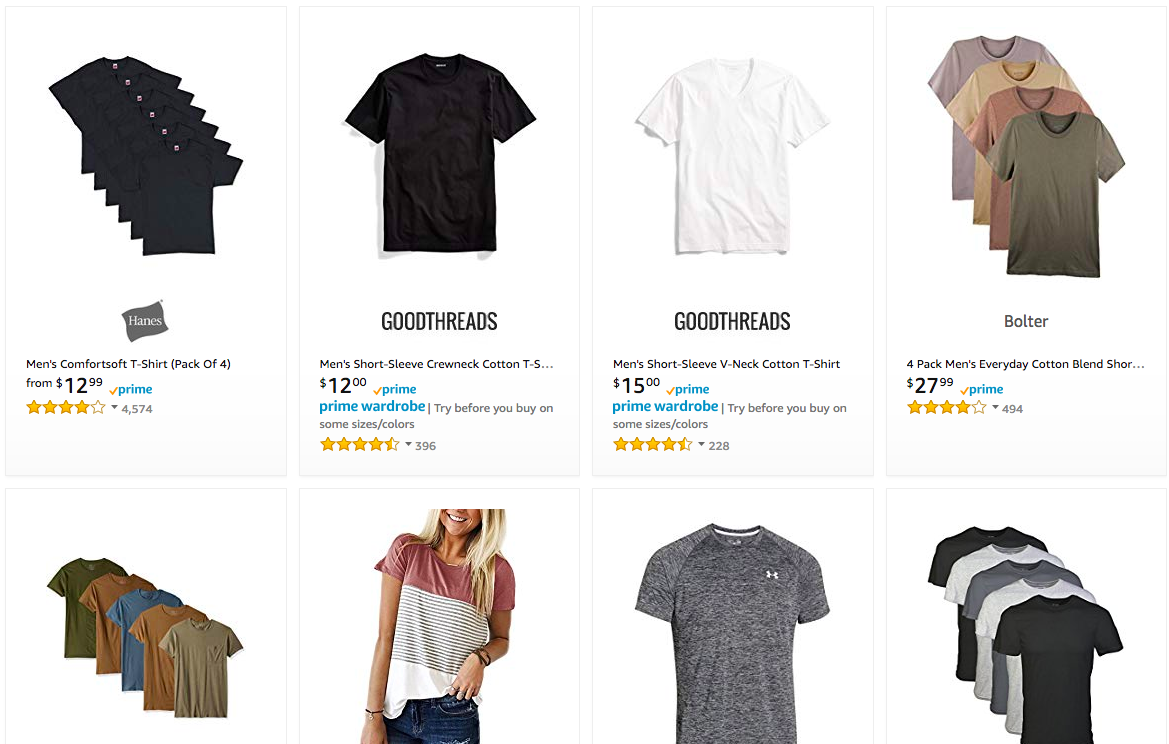 Hanes
Men's Comfortsoft T-Shirt (Pack Of 4)
from $12.99 prime
4,574
GOODTHREADS
Men's Short-Sleeve Crewneck Cotton T-S...
$12.00 prime
prime wardrobe | Try before you buy on
some sizes/colors
396
GOODTHREADS
Men's Short-Sleeve V-Neck Cotton T-Shirt
$15.00 prime
prime wardrobe | Try before you buy on
some sizes/colors
228
Bolter
4 Pack Men's Everyday Cotton Blend Shor...
$27.99 prime
494